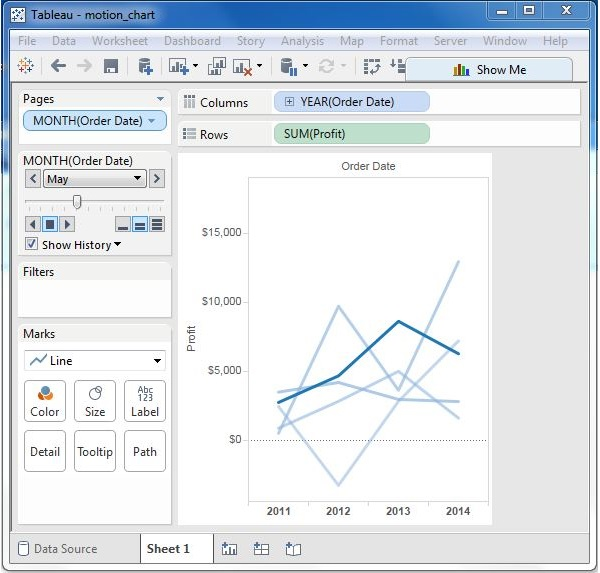 Tableau - motion_chart
File Data Worksheet Dashboard Story Analysis Map Format Server Window Help
Show Me
Pages
MONTH(Order Date)
Columns
YEAR(Order Date)
Rows
SUM(Profit)
MONTH(Order Date)
May
Show History
Filters
Marks
Line
Color
Size
Abc
123
Label
Detail
Tooltip
Path
Order Date
Profit
$15,000
$10,000
$5,000
$0
2011 2012 2013 2014
Data Source
Sheet 1